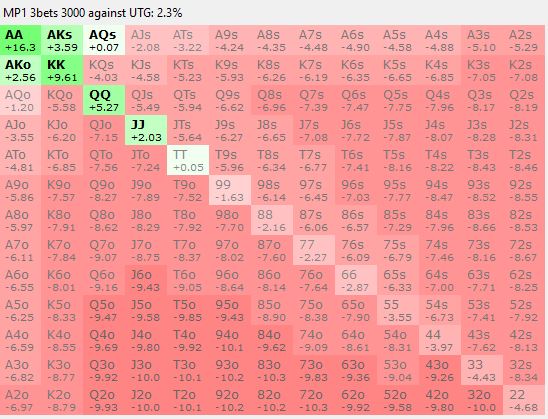 MP1 3bets 3000 against UTG: 2.3%
AA AKs AQs AJs ATs A9s A8s A7s A6s A5s A4s A3s A2s
+16.3 +3.59 +0.07 -2.08 -3.22 -4.24 -4.35 -4.55 -4.90 -4.58 -4.88 -5.10 -5.29
AKo KK KQs KJs KTs K9s K8s K7s K6s K5s K4s K3s K2s
+2.56 +9.61 -4.03 -4.58 -5.23 -5.93 -6.26 -6.19 -6.35 -6.65 -6.85 -7.05 -7.08
AQo KQo QQ QJs QTs Q9s Q8s Q7s Q6s Q5s Q4s Q3s Q2s
-1.20 -5.58 +5.27 -5.49 -5.94 -6.62 -6.96 -7.39 -7.47 -7.75 -7.96 -8.17 -8.19
AJo KJo QJo JJ JTs J9s J8s J7s J6s J5s J4s J3s J2s
-3.55 -6.20 -7.15 +2.03 -5.64 -6.27 -6.65 -7.08 -7.72 -7.87 -8.07 -8.28 -8.31
ATo KTo QTo JTo TT T9s T8s T7s T6s T5s T4s T3s T2s
-4.81 -6.85 -7.56 -7.24 +0.05 -5.96 -6.34 -6.77 -7.41 -8.16 -8.22 -8.43 -8.46
A9o K9o Q9o J9o T9o 99 98s 97s 96s 95s 94s 93s 92s
-5.86 -7.57 -8.27 -7.89 -7.52 -1.63 -6.14 -6.45 -7.03 -7.77 -8.47 -8.52 -8.55
A8o K8o Q8o J8o T8o 98o 88 87s 86s 85s 84s 83s 82s
-5.97 -7.91 -8.62 -8.29 -7.92 -7.70 -2.16 -6.06 -6.57 -7.29 -7.96 -8.66 -8.53
A7o K7o Q7o J7o T7o 97o 87o 77 76s 75s 74s 73s 72s
-6.11 -7.84 -9.07 -8.75 -8.37 -8.02 -7.60 -2.27 -6.09 -6.79 -7.46 -8.16 -8.67
A6o K6o Q6o J6o T6o 96o 86o 76o 66 65s 64s 63s 62s
-6.55 -8.01 -9.16 -9.43 -9.05 -8.64 -8.14 -7.64 -2.87 -6.33 -7.00 -7.71 -8.25
A5o K5o Q5o J5o T5o 95o 85o 75o 65o 55 54s 53s 52s
-6.25 -8.33 -9.47 -9.58 -9.85 -9.43 -8.90 -8.38 -7.90 -3.55 -6.73 -7.41 -7.92
A4o K4o Q4o J4o T4o 94o 84o 74o 64o 54o 44 43s 42s
-6.59 -8.55 -9.69 -9.80 -9.92 -10.1 -9.62 -9.09 -8.61 -8.31 -3.97 -7.62 -8.13
A3o K3o Q3o J3o T3o 93o 83o 73o 63o 53o 43o 33 32s
-6.82 -8.77 -9.92 -10.0 -10.1 -10.2 -10.3 -9.83 -9.36 -9.04 -9.26 -4.43 -8.34
A2o K2o Q2o J2o T2o 92o 82o 72o 62o 52o 42o 32o 22
-6.97 -8.79 -9.93 -10.0 -10.2 -10.2 -10.2 -10.3 -9.92 -9.58 -9.80 -10.0 -4.68